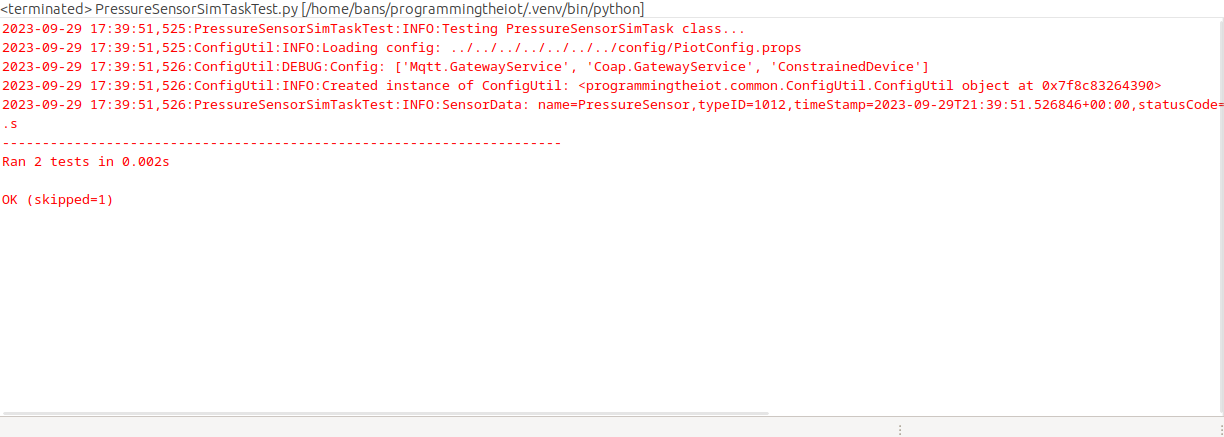 <terminated> PressureSensorSimTaskTest.py [/home/bans/programmingtheiot/.venv/bin/python]
2023-09-29 17:39:51,525:PressureSensorSimTaskTest:INFO:Testing PressureSensorSimTask class...
2023-09-29 17:39:51,525:ConfigUtil:INFO:Loading config: ../../../../../../../config/PiotConfig.props
2023-09-29 17:39:51,526:ConfigUtil:DEBUG:Config: ['Mqtt.GatewayService', 'Coap.GatewayService', 'ConstrainedDevice']
2023-09-29 17:39:51,526:ConfigUtil:INFO:Created instance of ConfigUtil: <programmingtheiot.common.ConfigUtil.ConfigUtil object at 0x7f8c83264390>
2023-09-29 17:39:51,526:PressureSensorSimTaskTest:INFO:SensorData: name=PressureSensor,typeID=1012,timeStamp=2023-09-29T21:39:51.526846+00:00,statusCode=
.s
----------------------------------------------------------------------
Ran 2 tests in 0.002s
OK (skipped=1)